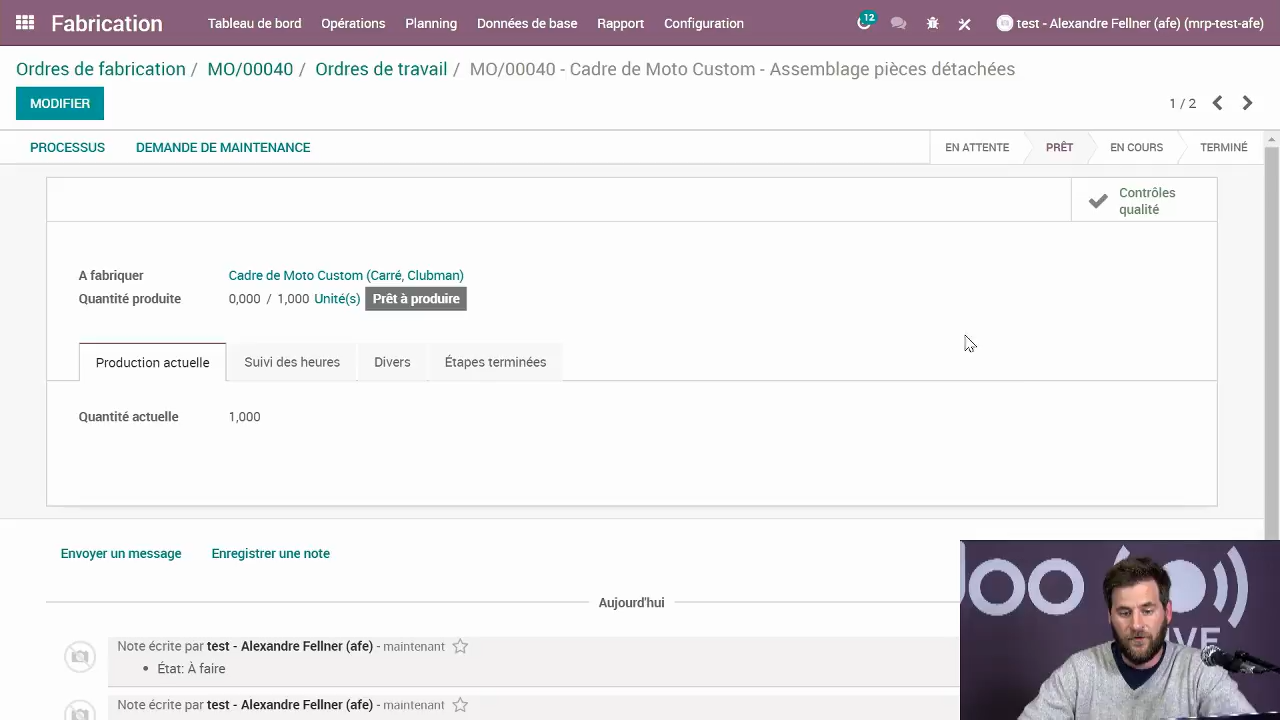 Fabrication Tableau de bord Opérations Planning Données de base Rapport Configuration 12 test - Alexandre Fellner (afe) (mrp-test-afe)
Ordres de fabrication / MO/00040 / Ordres de travail / MO/00040 - Cadre de Moto Custom - Assemblage pièces détachées
MODIFIER 1 / 2
PROCESSUS DEMANDE DE MAINTENANCE EN ATTENTE PRÊT EN COURS TERMINÉ
Contrôles
qualité
A fabriquer Cadre de Moto Custom (Carré, Clubman)
Quantité produite 0,000 / 1,000 Unité(s) Prêt à produire
Production actuelle Suivi des heures Divers Étapes terminées
Quantité actuelle 1,000
Envoyer un message Enregistrer une note
Aujourd'hui
Note écrite par test - Alexandre Fellner (afe) - maintenant
• État: À faire
Note écrite par test - Alexandre Fellner (afe) - maintenant